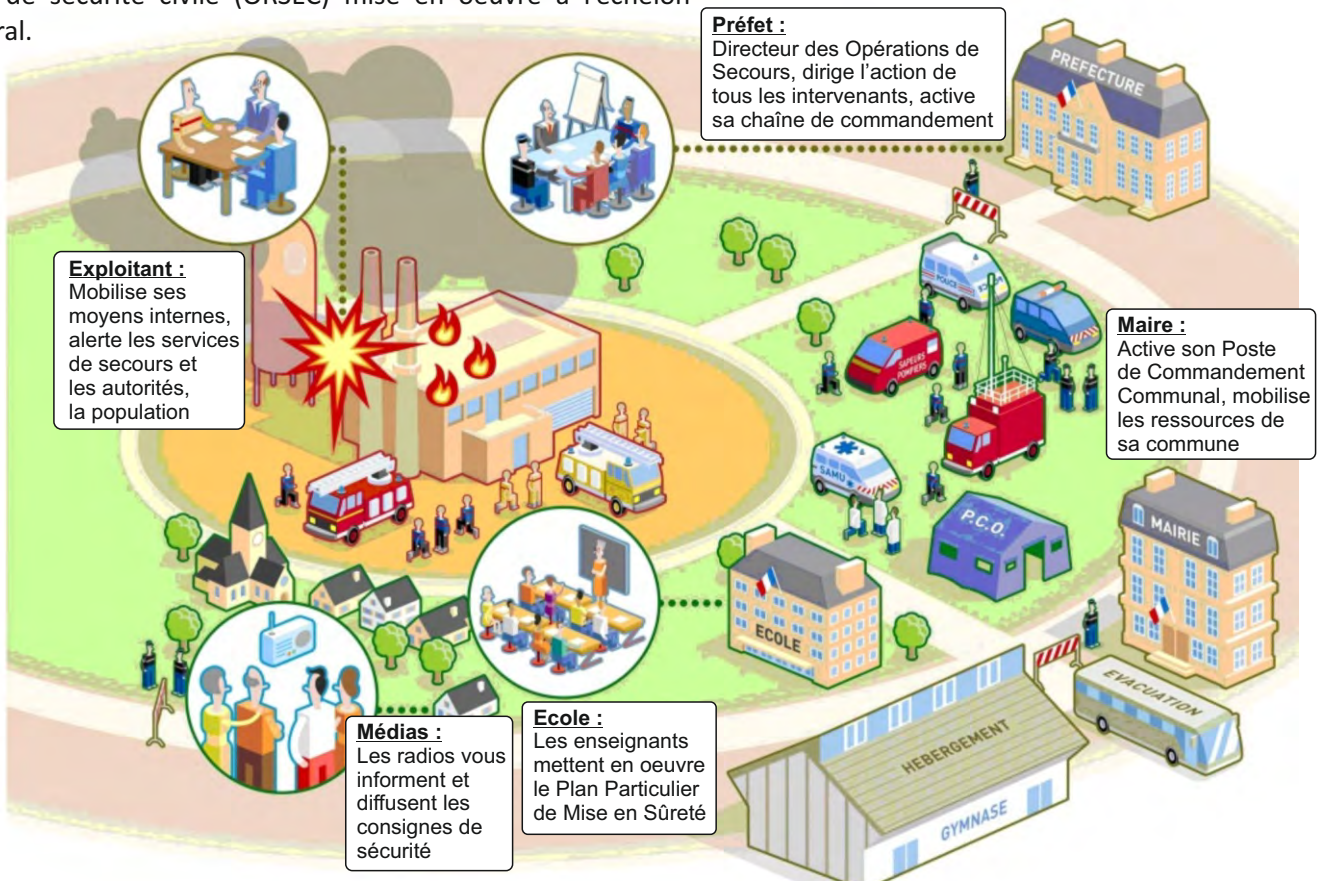 de sécurité civile (ORSEC) mise en oeuvre à l'échelon
ral.
Préfet :
Directeur des Opérations de
Secours, dirige l'action de
tous les intervenants, active
sa chaîne de commandement
PREFECTURE
Exploitant :
Mobilise ses
moyens internes,
alerte les services
de secours et
les autorités,
la population
POLICE
POLICE
SAPEURS
POMPIERS
Maire :
Active son Poste
de Commandement
Communal, mobilise
les ressources de
sa commune
SAMU
P.C.O.
MAIRIE
ECOLE
EVACUATION
HEBERGEMENT
GYMNASE
Médias :
Les radios vous
informent et
diffusent les
consignes de
sécurité
Ecole :
Les enseignants
mettent en oeuvre
le Plan Particulier
de Mise en Sûreté